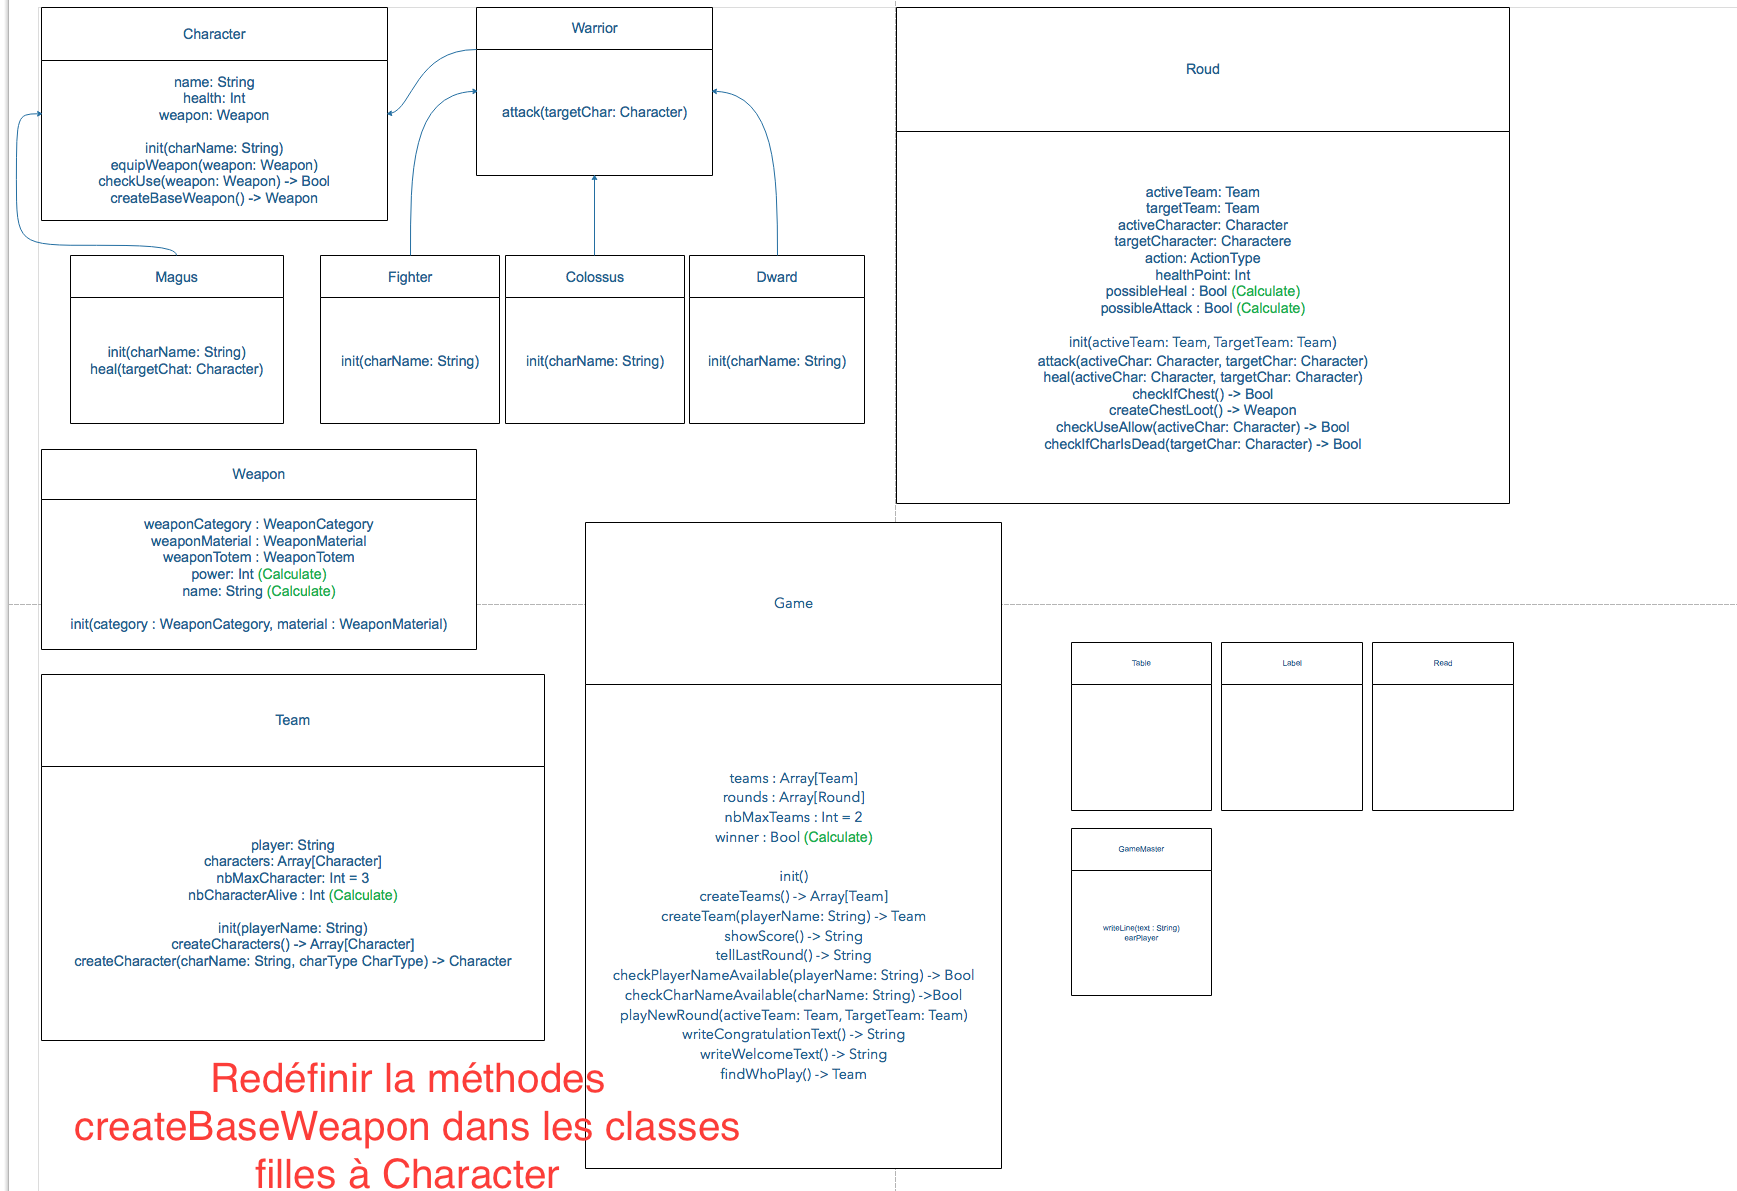 Character
name: String
health: Int
weapon: Weapon
init(charName: String)
equipWeapon(weapon: Weapon)
checkUse(weapon: Weapon) -> Bool
createBaseWeapon() -> Weapon
Warrior
attack(targetChar: Character)
Roud
activeTeam: Team
targetTeam: Team
activeCharacter: Character
targetCharacter: Charactere
action: ActionType
healthPoint: Int
possibleHeal : Bool (Calculate)
possibleAttack : Bool (Calculate)
init(activeTeam: Team, TargetTeam: Team)
attack(activeChar: Character, targetChar: Character)
heal(activeChar: Character, targetChar: Character)
checkIfChest() -> Bool
createChestLoot() -> Weapon
checkUseAllow(activeChar: Character) -> Bool
checkIfCharIsDead(targetChar: Character) -> Bool
Magus
init(charName: String)
heal(targetChat: Character)
Fighter
init(charName: String)
Colossus
init(charName: String)
Dward
init(charName: String)
Weapon
weaponCategory : WeaponCategory
weaponMaterial : WeaponMaterial
weaponTotem : WeaponTotem
power: Int (Calculate)
name: String (Calculate)
init(category : WeaponCategory, material : WeaponMaterial)
Game
teams : Array[Team]
rounds : Array[Round]
nbMaxTeams : Int = 2
winner : Bool (Calculate)
init()
createTeams() -> Array[Team]
createTeam(playerName: String) -> Team
showScore() -> String
tellLastRound() -> String
checkPlayerNameAvailable(playerName: String) -> Bool
checkCharNameAvailable(charName: String) ->Bool
playNewRound(activeTeam: Team, TargetTeam: Team)
writeCongratulationText() -> String
writeWelcomeText() -> String
findWhoPlay() -> Team
Table
Label
Read
GameMaster
writeLine(text : String)
earPlayer
Team
player: String
characters: Array[Character]
nbMaxCharacter: Int = 3
nbCharacterAlive : Int (Calculate)
init(playerName: String)
createCharacters() -> Array[Character]
createCharacter(charName: String, charType CharType) -> Character
Redéfinir la méthodes
createBaseWeapon dans les classes
filles à Character